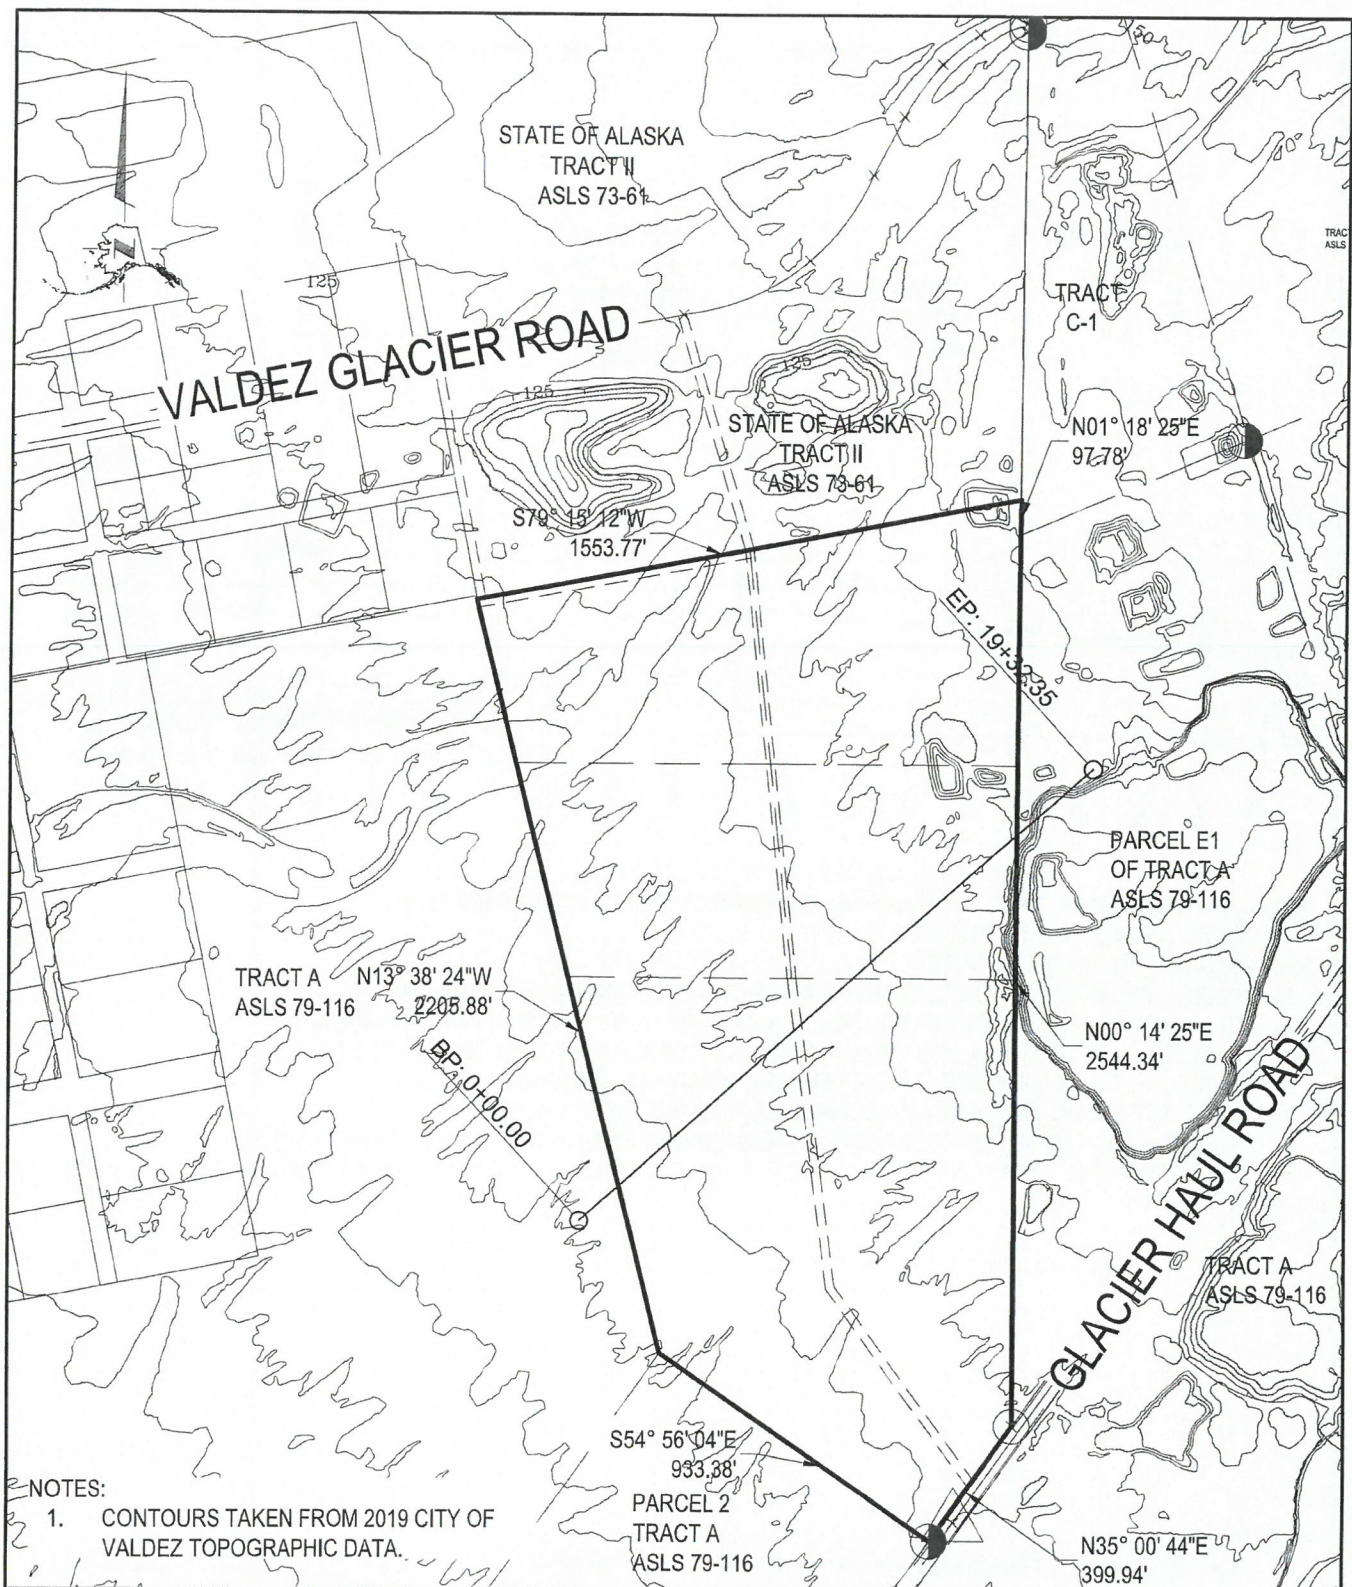 150
STATE OF ALASKA
TRACT II
ASLS 73-61
TRACT
ASLS
N
125
TRACT
C-1
VALDEZ GLACIER ROAD
125
125
STATE OF ALASKA
TRACT II
ASLS 73-61
N01° 18' 25"E
97.78'
S79° 15' 12"W
1553.77'
EP: 19+32.35
PARCEL E1
OF TRACT A
ASLS 79-116
TRACT A
ASLS 79-116
N13° 38' 24"W
2205.88'
BP: 0+00.00
N00° 14' 25"E
2544.34'
GLACIER HAUL ROAD
TRACT A
ASLS 79-116
S54° 56' 04"E
933.38'
PARCEL 2
TRACT A
ASLS 79-116
N35° 00' 44"E
399.94'
NOTES:
1. CONTOURS TAKEN FROM 2019 CITY OF
VALDEZ TOPOGRAPHIC DATA.